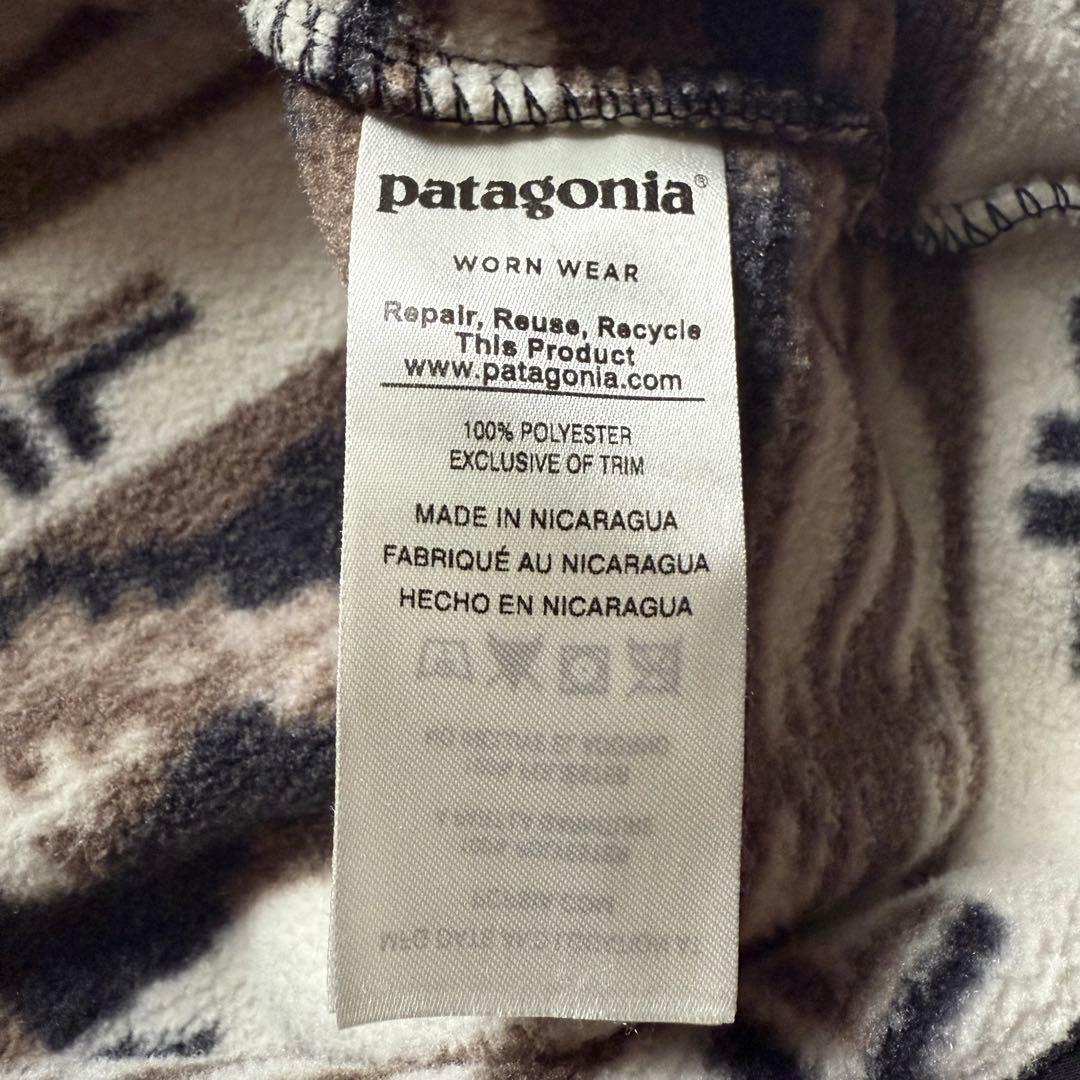 patagonia®
WORN WEAR
Repair, Reuse, Recycle
This Product
www.patagonia.com
100% POLYESTER
EXCLUSIVE OF TRIM
MADE IN NICARAGUA
FABRIQUÉ AU NICARAGUA
HECHO EN NICARAGUA